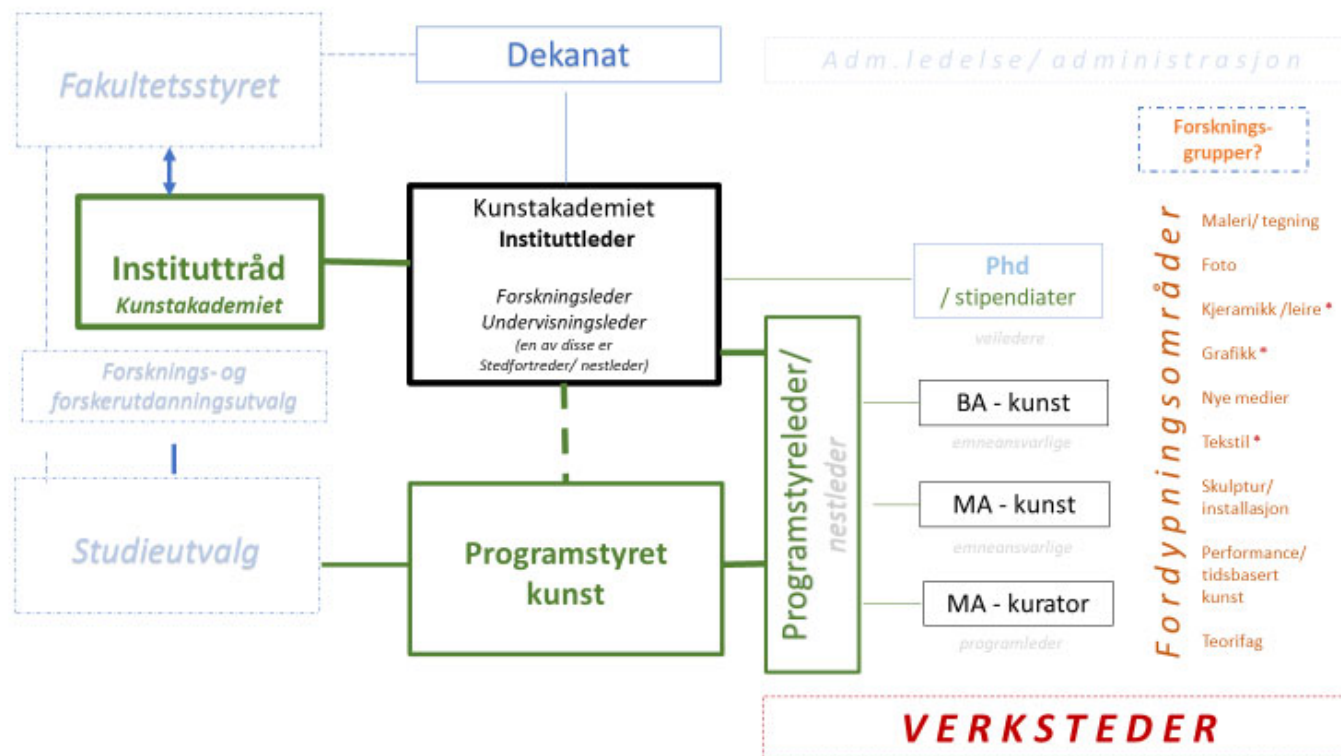 Fakultetsstyret
Dekanat
Adm.ledelse/ administrasjon
Forsknings-
grupper?
Instituttråd
Kunstakademiet
Kunstakademiet
Instituttleder
Forskningsleder
Undervisningsleder
(en av disse er
Stedfortreder/ nestleder)
Phd
/ stipendiater
veiledere
Forsknings- og
forskerutdanningsutvalg
Studieutvalg
Programstyret
kunst
Programstyreleder/
nestleder
BA - kunst
emneansvarlige
MA - kunst
emneansvarlige
MA - kurator
programleder
Fordypningsområder
Maleri/ tegning
Foto
Kjeramikk /leire *
Grafikk *
Nye medier
Tekstil *
Skulptur/
installasjon
Performance/
tidsbasert
kunst
Teorifag
VERKSTEDER